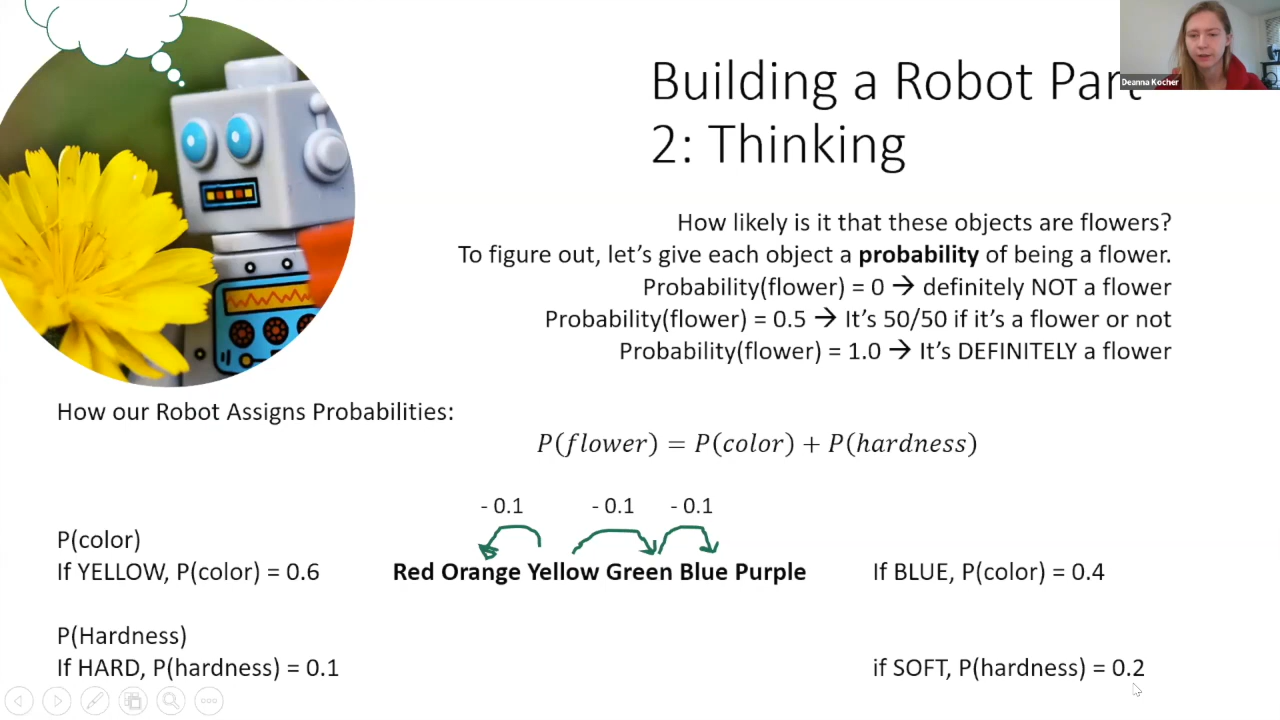 Deanna Kocher
Building a Robot Part
2: Thinking
How likely is it that these objects are flowers?
To figure out, let’s give each object a probability of being a flower.
Probability(flower) = 0 → definitely NOT a flower
Probability(flower) = 0.5 → It’s 50/50 if it’s a flower or not
Probability(flower) = 1.0 → It’s DEFINITELY a flower
How our Robot Assigns Probabilities:
P(flower) = P(color) + P(hardness)
- 0.1 - 0.1 - 0.1
P(color)
If YELLOW, P(color) = 0.6 Red Orange Yellow Green Blue Purple If BLUE, P(color) = 0.4
P(Hardness)
If HARD, P(hardness) = 0.1 if SOFT, P(hardness) = 0.2